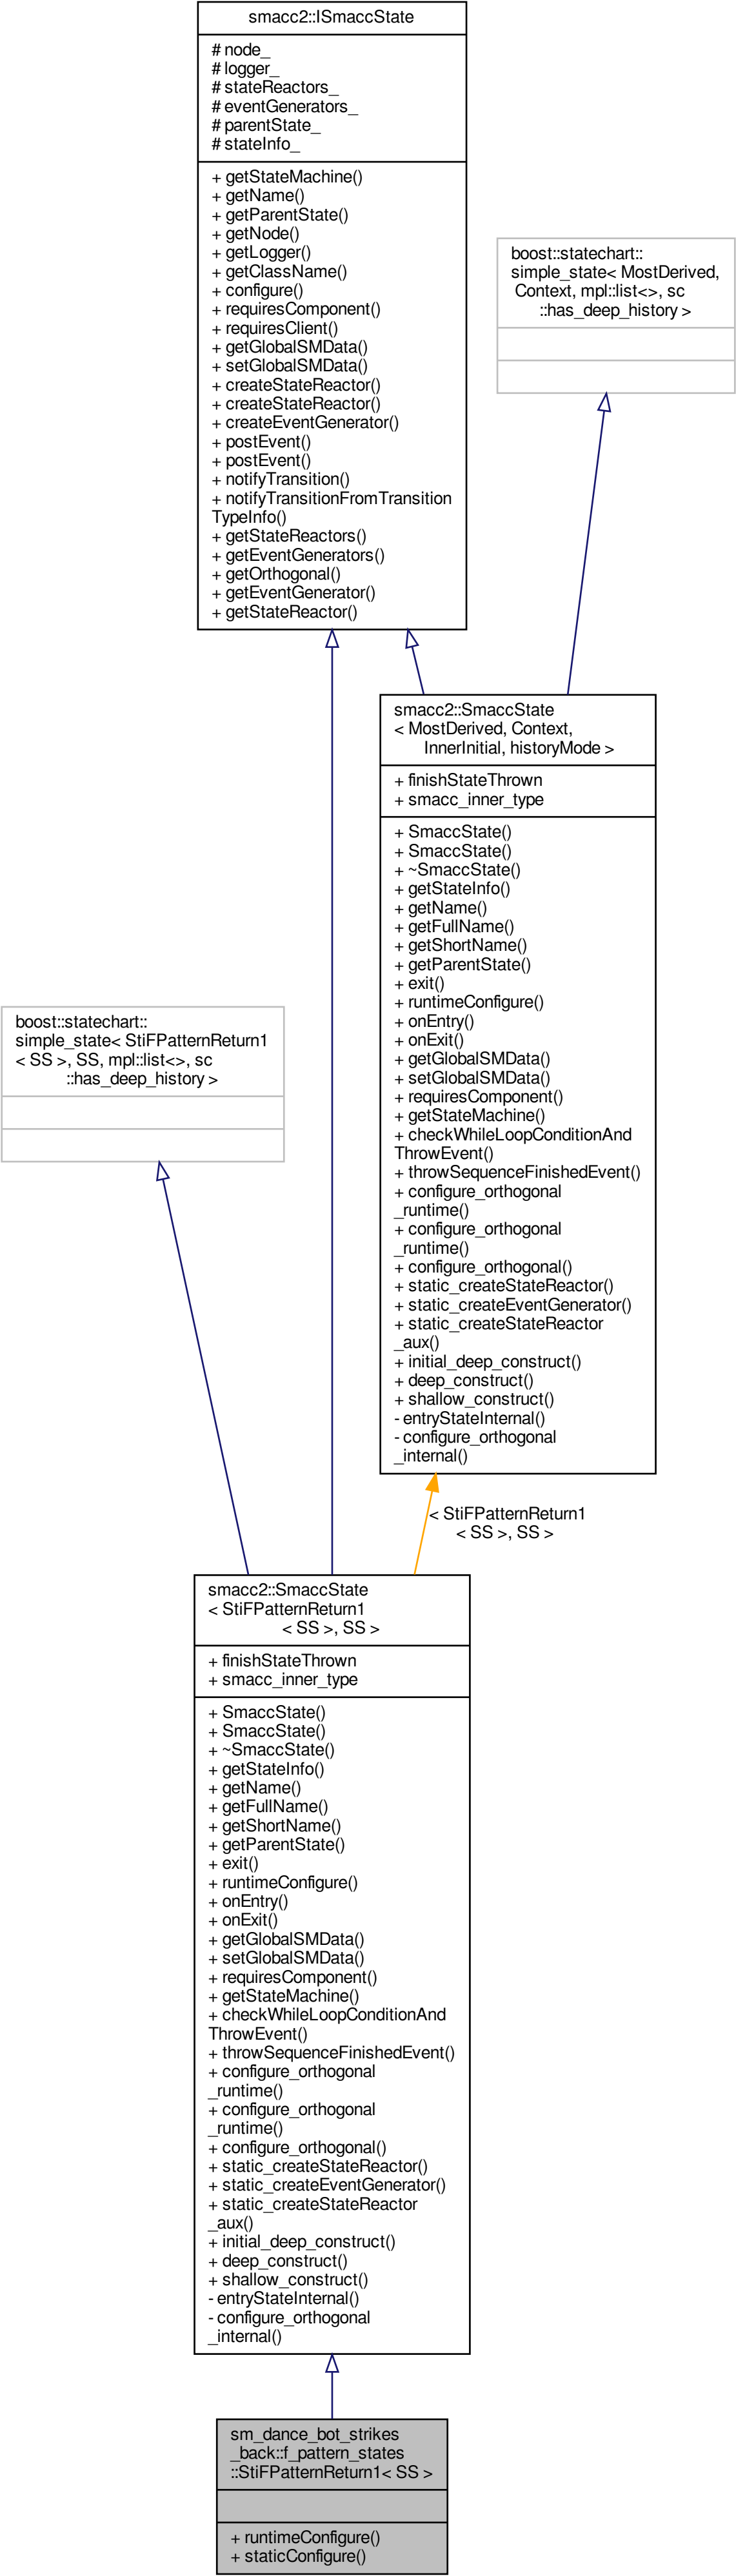 smacc2::ISmaccState
# node_
# logger_
# stateReactors_
# eventGenerators_
# parentState_
# stateInfo_
+ getStateMachine()
+ getName()
+ getParentState()
+ getNode()
+ getLogger()
+ getClassName()
+ configure()
+ requiresComponent()
+ requiresClient()
+ getGlobalSMData()
+ setGlobalSMData()
+ createStateReactor()
+ createStateReactor()
+ createEventGenerator()
+ postEvent()
+ postEvent()
+ notifyTransition()
+ notifyTransitionFromTransition
TypeInfo()
+ getStateReactors()
+ getEventGenerators()
+ getOrthogonal()
+ getEventGenerator()
+ getStateReactor()
boost::statechart::
simple_state< MostDerived,
Context, mpl::list<>, sc
::has_deep_history >
smacc2::SmaccState
< MostDerived, Context,
InnerInitial, historyMode >
+ finishStateThrown
+ smacc_inner_type
+ SmaccState()
+ SmaccState()
+ ~SmaccState()
+ getStateInfo()
+ getName()
+ getFullName()
+ getShortName()
+ getParentState()
+ exit()
+ runtimeConfigure()
+ onEntry()
+ onExit()
+ getGlobalSMData()
+ setGlobalSMData()
+ requiresComponent()
+ getStateMachine()
+ checkWhileLoopConditionAnd
ThrowEvent()
+ throwSequenceFinishedEvent()
+ configure_orthogonal
_runtime()
+ configure_orthogonal
_runtime()
+ configure_orthogonal()
+ static_createStateReactor()
+ static_createEventGenerator()
+ static_createStateReactor
_aux()
+ initial_deep_construct()
+ deep_construct()
+ shallow_construct()
- entryStateInternal()
- configure_orthogonal
_internal()
boost::statechart::
simple_state< StiFPatternReturn1
< SS >, SS, mpl::list<>, sc
::has_deep_history >
< StiFPatternReturn1
< SS >, SS >
smacc2::SmaccState
< StiFPatternReturn1
< SS >, SS >
+ finishStateThrown
+ smacc_inner_type
+ SmaccState()
+ SmaccState()
+ ~SmaccState()
+ getStateInfo()
+ getName()
+ getFullName()
+ getShortName()
+ getParentState()
+ exit()
+ runtimeConfigure()
+ onEntry()
+ onExit()
+ getGlobalSMData()
+ setGlobalSMData()
+ requiresComponent()
+ getStateMachine()
+ checkWhileLoopConditionAnd
ThrowEvent()
+ throwSequenceFinishedEvent()
+ configure_orthogonal
_runtime()
+ configure_orthogonal
_runtime()
+ configure_orthogonal()
+ static_createStateReactor()
+ static_createEventGenerator()
+ static_createStateReactor
_aux()
+ initial_deep_construct()
+ deep_construct()
+ shallow_construct()
- entryStateInternal()
- configure_orthogonal
_internal()
sm_dance_bot_strikes
_back::f_pattern_states
::StiFPatternReturn1< SS >
+ runtimeConfigure()
+ staticConfigure()